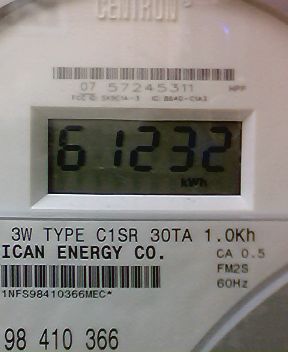 CENTRON
07 57245311
61232
kWh
3W TYPE C1SR 30TA 1.0Kh
ICAN ENERGY CO.
CA 0.5
FM2S
60Hz
1NFS98410366MEC*
98 410 366